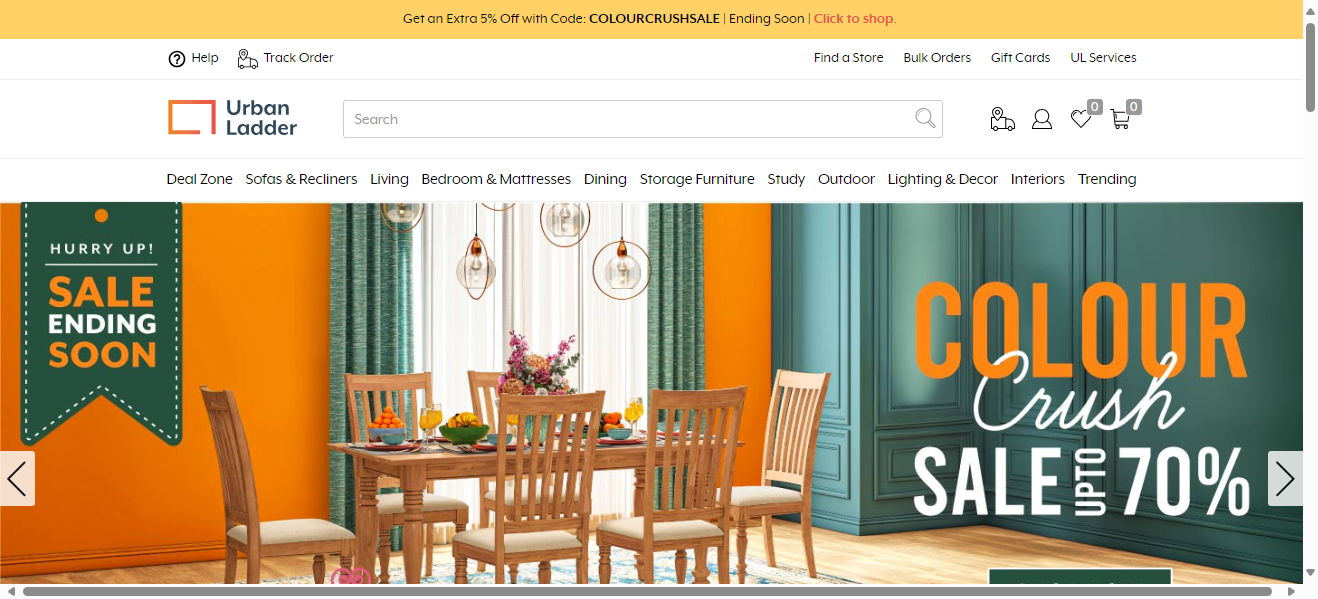 Get an Extra 5% Off with Code: COLOURCRUSHSALE | Ending Soon | Click to shop.
Help Track Order Find a Store Bulk Orders Gift Cards UL Services
Urban
Ladder
Search
0 0
Deal Zone Sofas & Recliners Living Bedroom & Mattresses Dining Storage Furniture Study Outdoor Lighting & Decor Interiors Trending
HURRY UP!
SALE
ENDING
SOON
COLOUR
Crush
SALE UPTO 70%